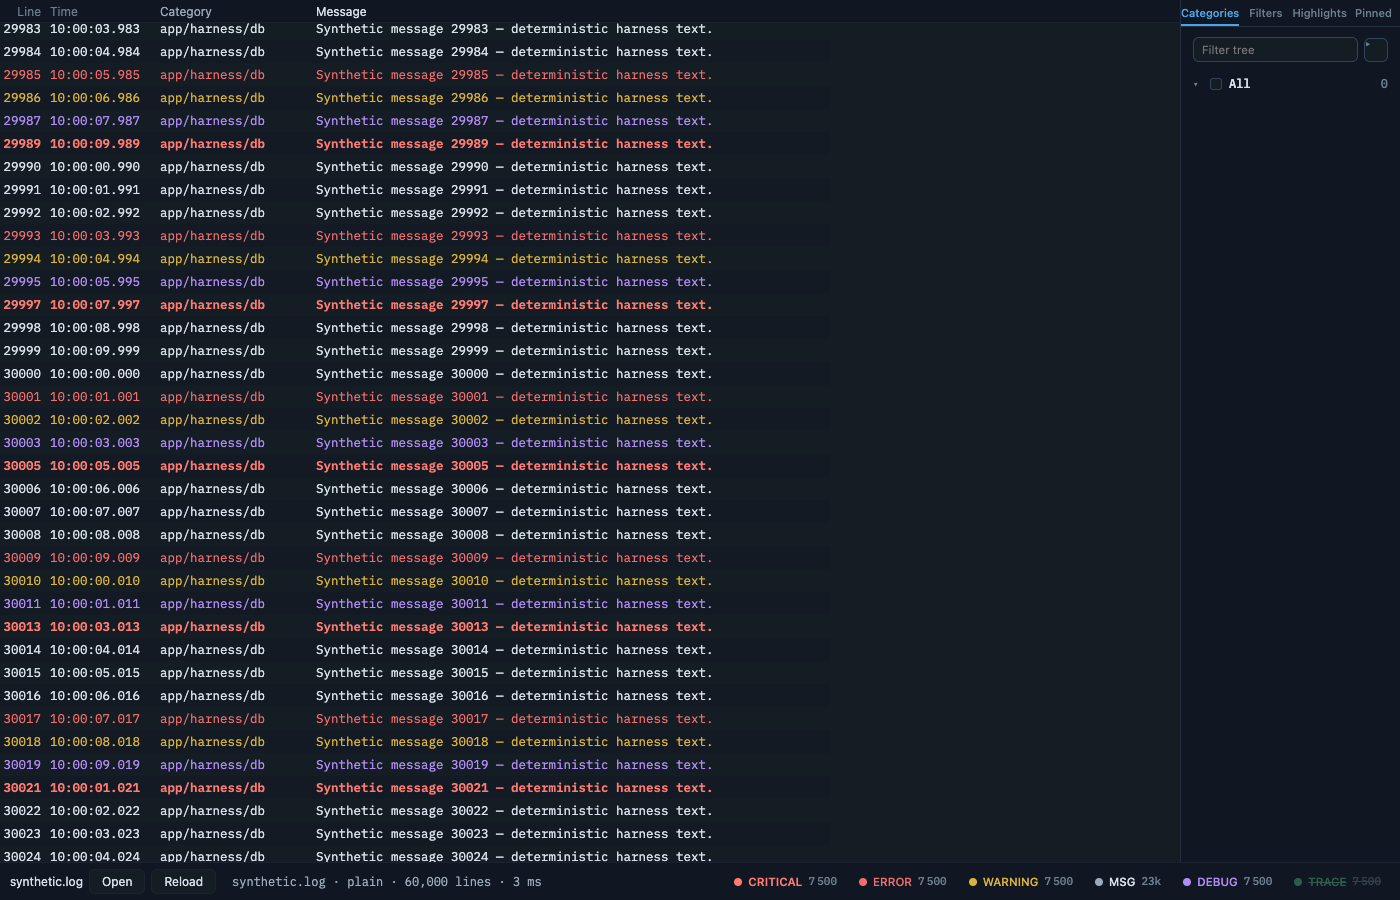 Line Time Category Message Categories Filters Highlights Pinned
29983 10:00:03.983 app/harness/db Synthetic message 29983 — deterministic harness text.
Filter tree
29984 10:00:04.984 app/harness/db Synthetic message 29984 — deterministic harness text.
29985 10:00:05.985 app/harness/db Synthetic message 29985 — deterministic harness text.
All 0
29986 10:00:06.986 app/harness/db Synthetic message 29986 — deterministic harness text.
29987 10:00:07.987 app/harness/db Synthetic message 29987 — deterministic harness text.
29989 10:00:09.989 app/harness/db Synthetic message 29989 — deterministic harness text.
29990 10:00:00.990 app/harness/db Synthetic message 29990 — deterministic harness text.
29991 10:00:01.991 app/harness/db Synthetic message 29991 — deterministic harness text.
29992 10:00:02.992 app/harness/db Synthetic message 29992 — deterministic harness text.
29993 10:00:03.993 app/harness/db Synthetic message 29993 — deterministic harness text.
29994 10:00:04.994 app/harness/db Synthetic message 29994 — deterministic harness text.
29995 10:00:05.995 app/harness/db Synthetic message 29995 — deterministic harness text.
29997 10:00:07.997 app/harness/db Synthetic message 29997 — deterministic harness text.
29998 10:00:08.998 app/harness/db Synthetic message 29998 — deterministic harness text.
29999 10:00:09.999 app/harness/db Synthetic message 29999 — deterministic harness text.
30000 10:00:00.000 app/harness/db Synthetic message 30000 — deterministic harness text.
30001 10:00:01.001 app/harness/db Synthetic message 30001 — deterministic harness text.
30002 10:00:02.002 app/harness/db Synthetic message 30002 — deterministic harness text.
30003 10:00:03.003 app/harness/db Synthetic message 30003 — deterministic harness text.
30005 10:00:05.005 app/harness/db Synthetic message 30005 — deterministic harness text.
30006 10:00:06.006 app/harness/db Synthetic message 30006 — deterministic harness text.
30007 10:00:07.007 app/harness/db Synthetic message 30007 — deterministic harness text.
30008 10:00:08.008 app/harness/db Synthetic message 30008 — deterministic harness text.
30009 10:00:09.009 app/harness/db Synthetic message 30009 — deterministic harness text.
30010 10:00:00.010 app/harness/db Synthetic message 30010 — deterministic harness text.
30011 10:00:01.011 app/harness/db Synthetic message 30011 — deterministic harness text.
30013 10:00:03.013 app/harness/db Synthetic message 30013 — deterministic harness text.
30014 10:00:04.014 app/harness/db Synthetic message 30014 — deterministic harness text.
30015 10:00:05.015 app/harness/db Synthetic message 30015 — deterministic harness text.
30016 10:00:06.016 app/harness/db Synthetic message 30016 — deterministic harness text.
30017 10:00:07.017 app/harness/db Synthetic message 30017 — deterministic harness text.
30018 10:00:08.018 app/harness/db Synthetic message 30018 — deterministic harness text.
30019 10:00:09.019 app/harness/db Synthetic message 30019 — deterministic harness text.
30021 10:00:01.021 app/harness/db Synthetic message 30021 — deterministic harness text.
30022 10:00:02.022 app/harness/db Synthetic message 30022 — deterministic harness text.
30023 10:00:03.023 app/harness/db Synthetic message 30023 — deterministic harness text.
30024 10:00:04.024 app/harness/db Synthetic message 30024 — deterministic harness text.
synthetic.log Open Reload synthetic.log · plain · 60,000 lines · 3 ms CRITICAL 7 500 ERROR 7 500 WARNING 7 500 MSG 23k DEBUG 7 500 TRACE 7 500